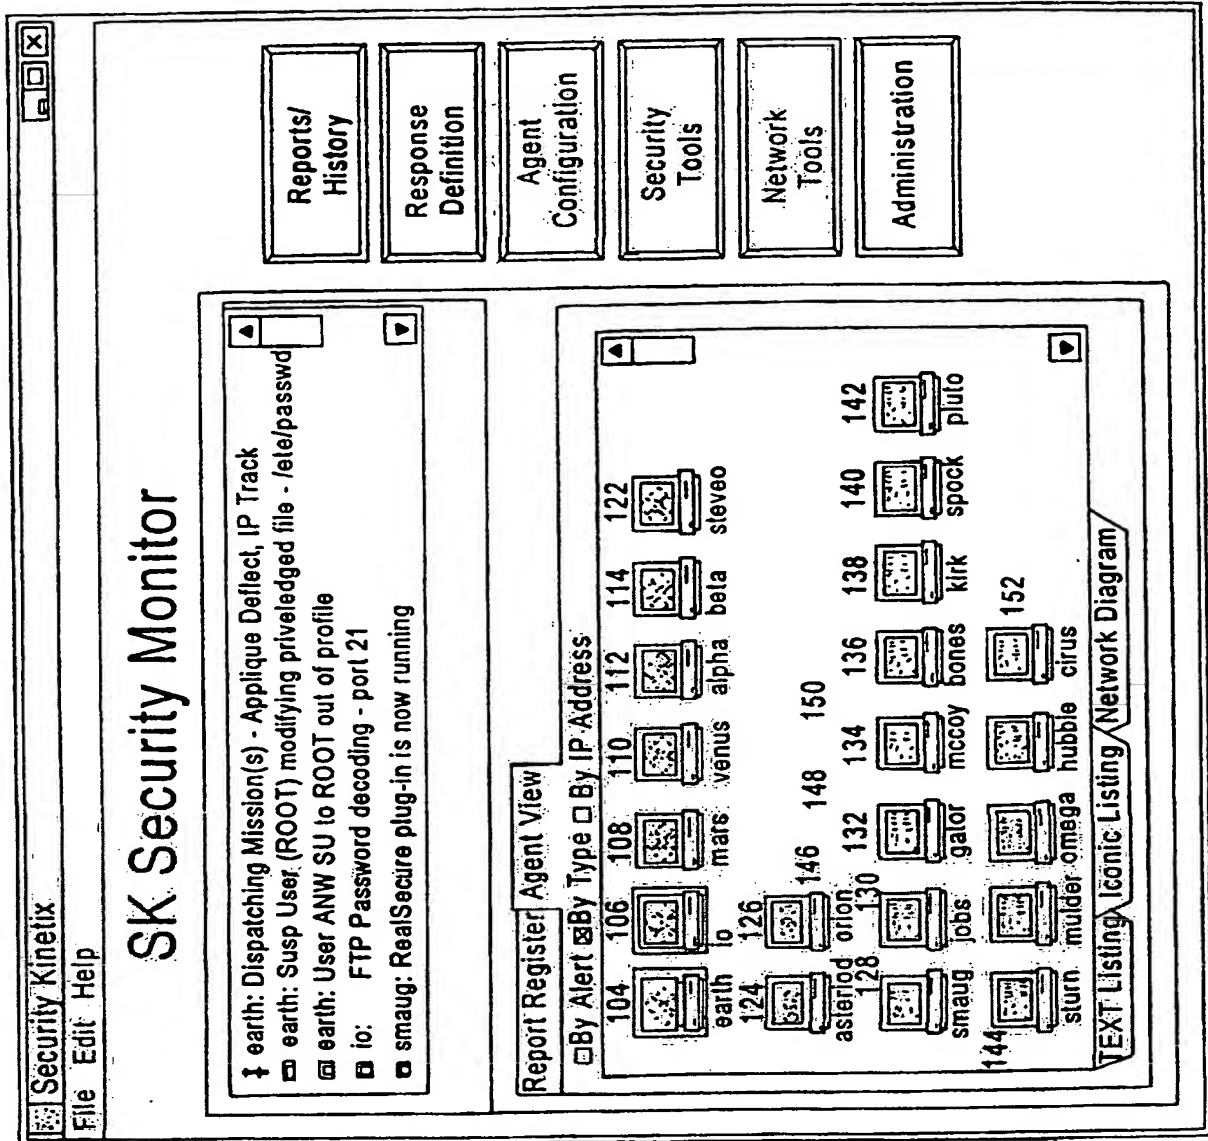 Security Kinetix
File Edit Help
SK Security Monitor
earth: Dispatching Mission(s) - Applique Deflect, IP Track
earth: Susp User (ROOT) modifying priveledged file - /ete/passwd
earth: User ANW SU to ROOT out of profile
io: FTP Password decoding - port 21
smaug: RealSecure plug-in is now running
Reports/
History
Response
Definition
Agent
Configuration
Security
Tools
Network
Tools
Administration
Report Register Agent View
By Alert By Type By IP Address
104 106 108 110 112 114 122
earth io mars venus alpha beta steveo
124 126 146 148 150
asteriod orion
128 130 132 134 136 138 140 142
smaug jobs galor mccoy bones kirk spock pluto
144 152
sturn mulder omega hubble cirus
TEXT Listing Iconic Listing Network Diagram